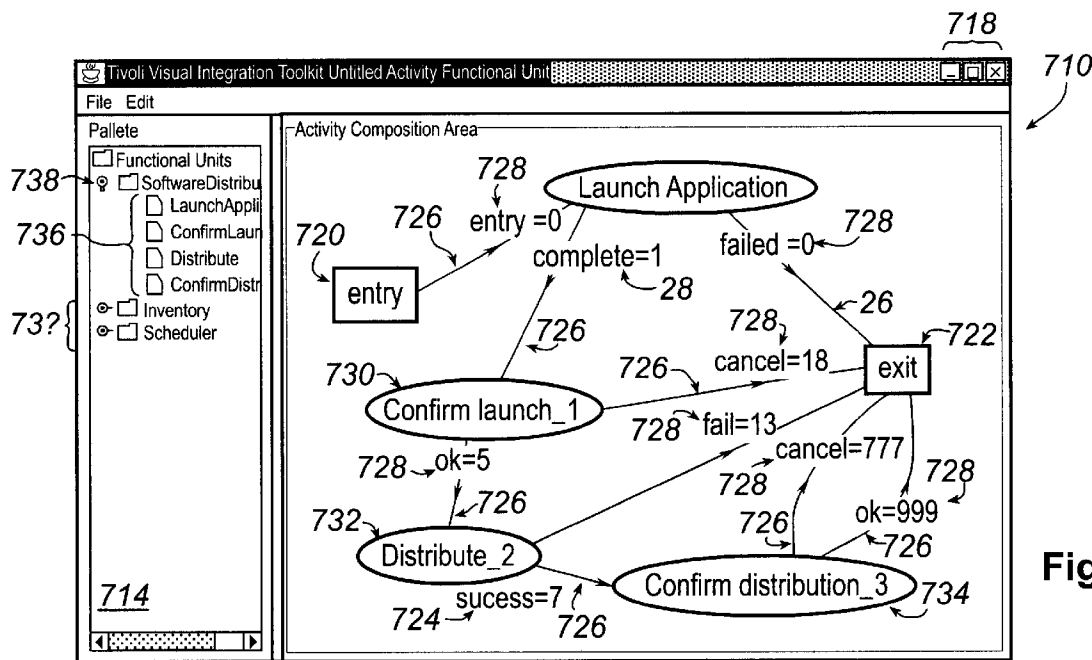 718
710
Tivoli Visual Integration Toolkit Untitled Activity Functional Unit
File Edit
Pallete
Functional Units
SoftwareDistribu
LaunchAppli
ConfirmLaun
Distribute
ConfirmDistr
Inventory
Scheduler
738
736
73?
714
Activity Composition Area
Launch Application
728
entry =0
726
720
entry
complete=1
28
failed =0
728
26
726
722
exit
728
cancel=18
726
730
Confirm launch_1
728
fail=13
728
ok=5
726
cancel=777
728
728
ok=999
726
726
732
Distribute_2
sucess=7
724
726
Confirm distribution_3
734
Fig